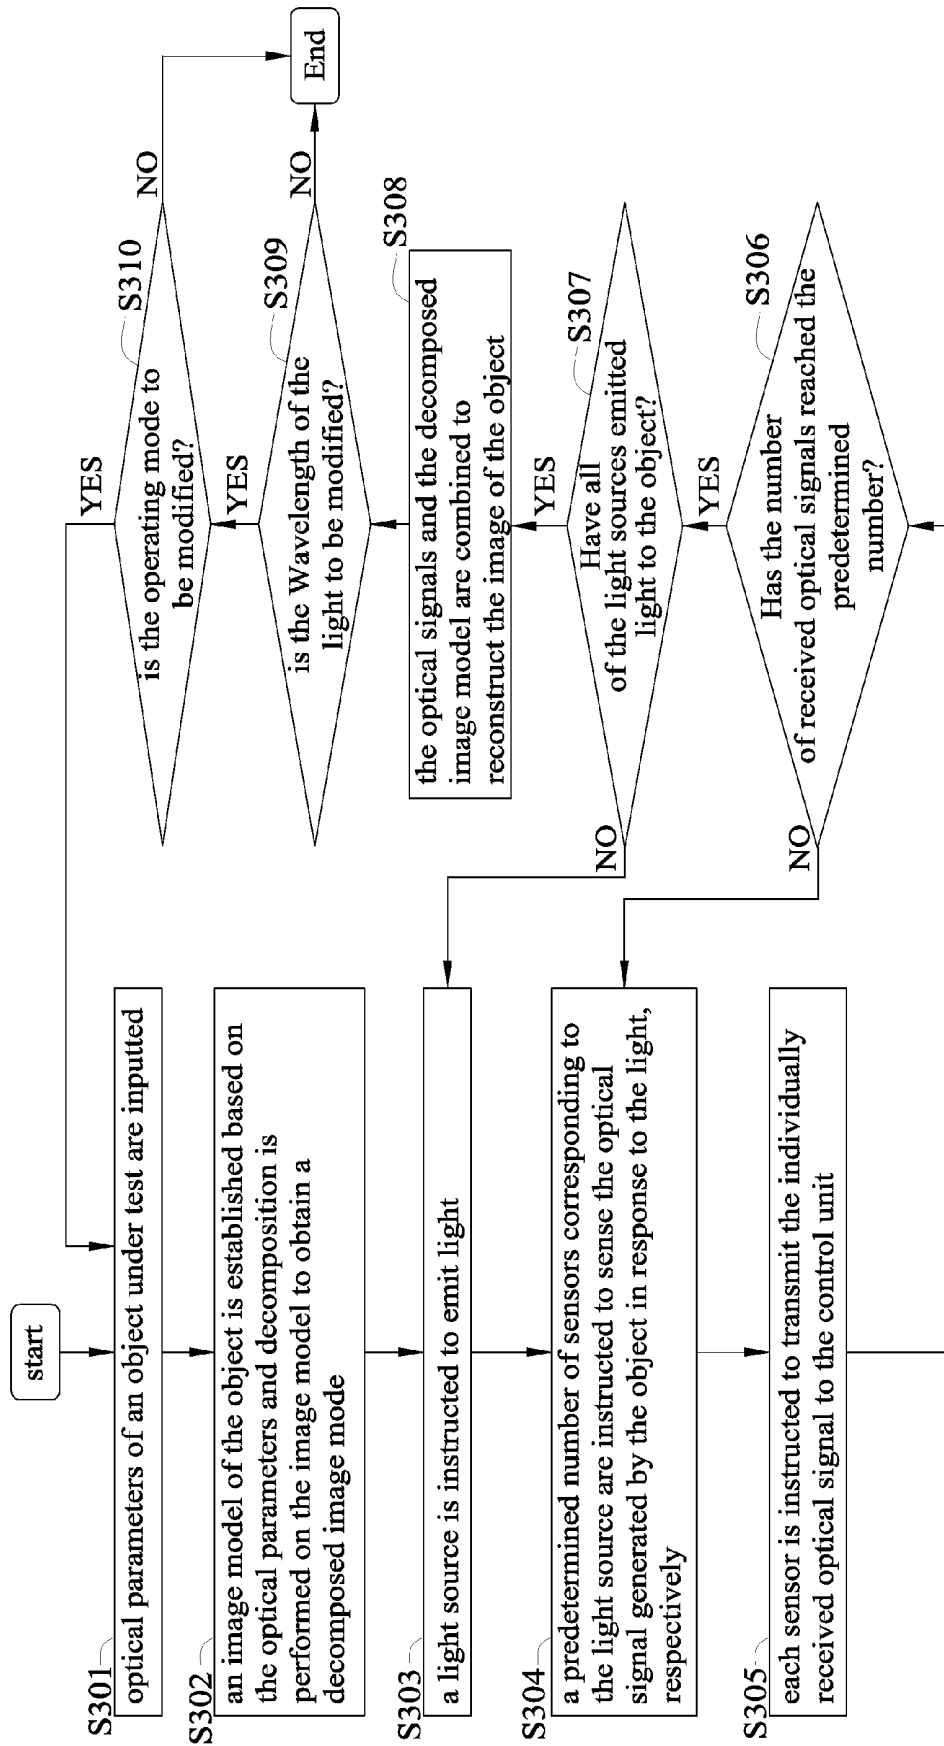 start
S301
optical parameters of an object under test are inputted
S302
an image model of the object is established based on
the optical parameters and decomposition is
performed on the image model to obtain a
decomposed image mode
S303
a light source is instructed to emit light
S304
a predetermined number of sensors corresponding to
the light source are instructed to sense the optical
signal generated by the object in response to the light,
respectively
S305
each sensor is instructed to transmit the individually
received optical signal to the control unit
YES
S310
NO
is the operating mode to
be modified?
YES
S309
NO
End
is the Wavelength of the
light to be modified?
S308
the optical signals and the decomposed
image model are combined to
reconstruct the image of the object
YES
S307
Have all
of the light sources emitted
light to the object?
NO
YES
S306
Has the number
of received optical signals reached the
predetermined
number?
NO